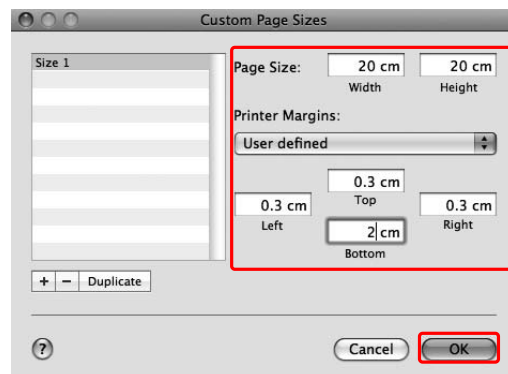 Custom Page Sizes
Size 1
Page Size: 20 cm 20 cm
Width Height
Printer Margins:
User defined
0.3 cm
Top
0.3 cm 0.3 cm
Left Right
2 cm
Bottom
+ − Duplicate
? Cancel OK